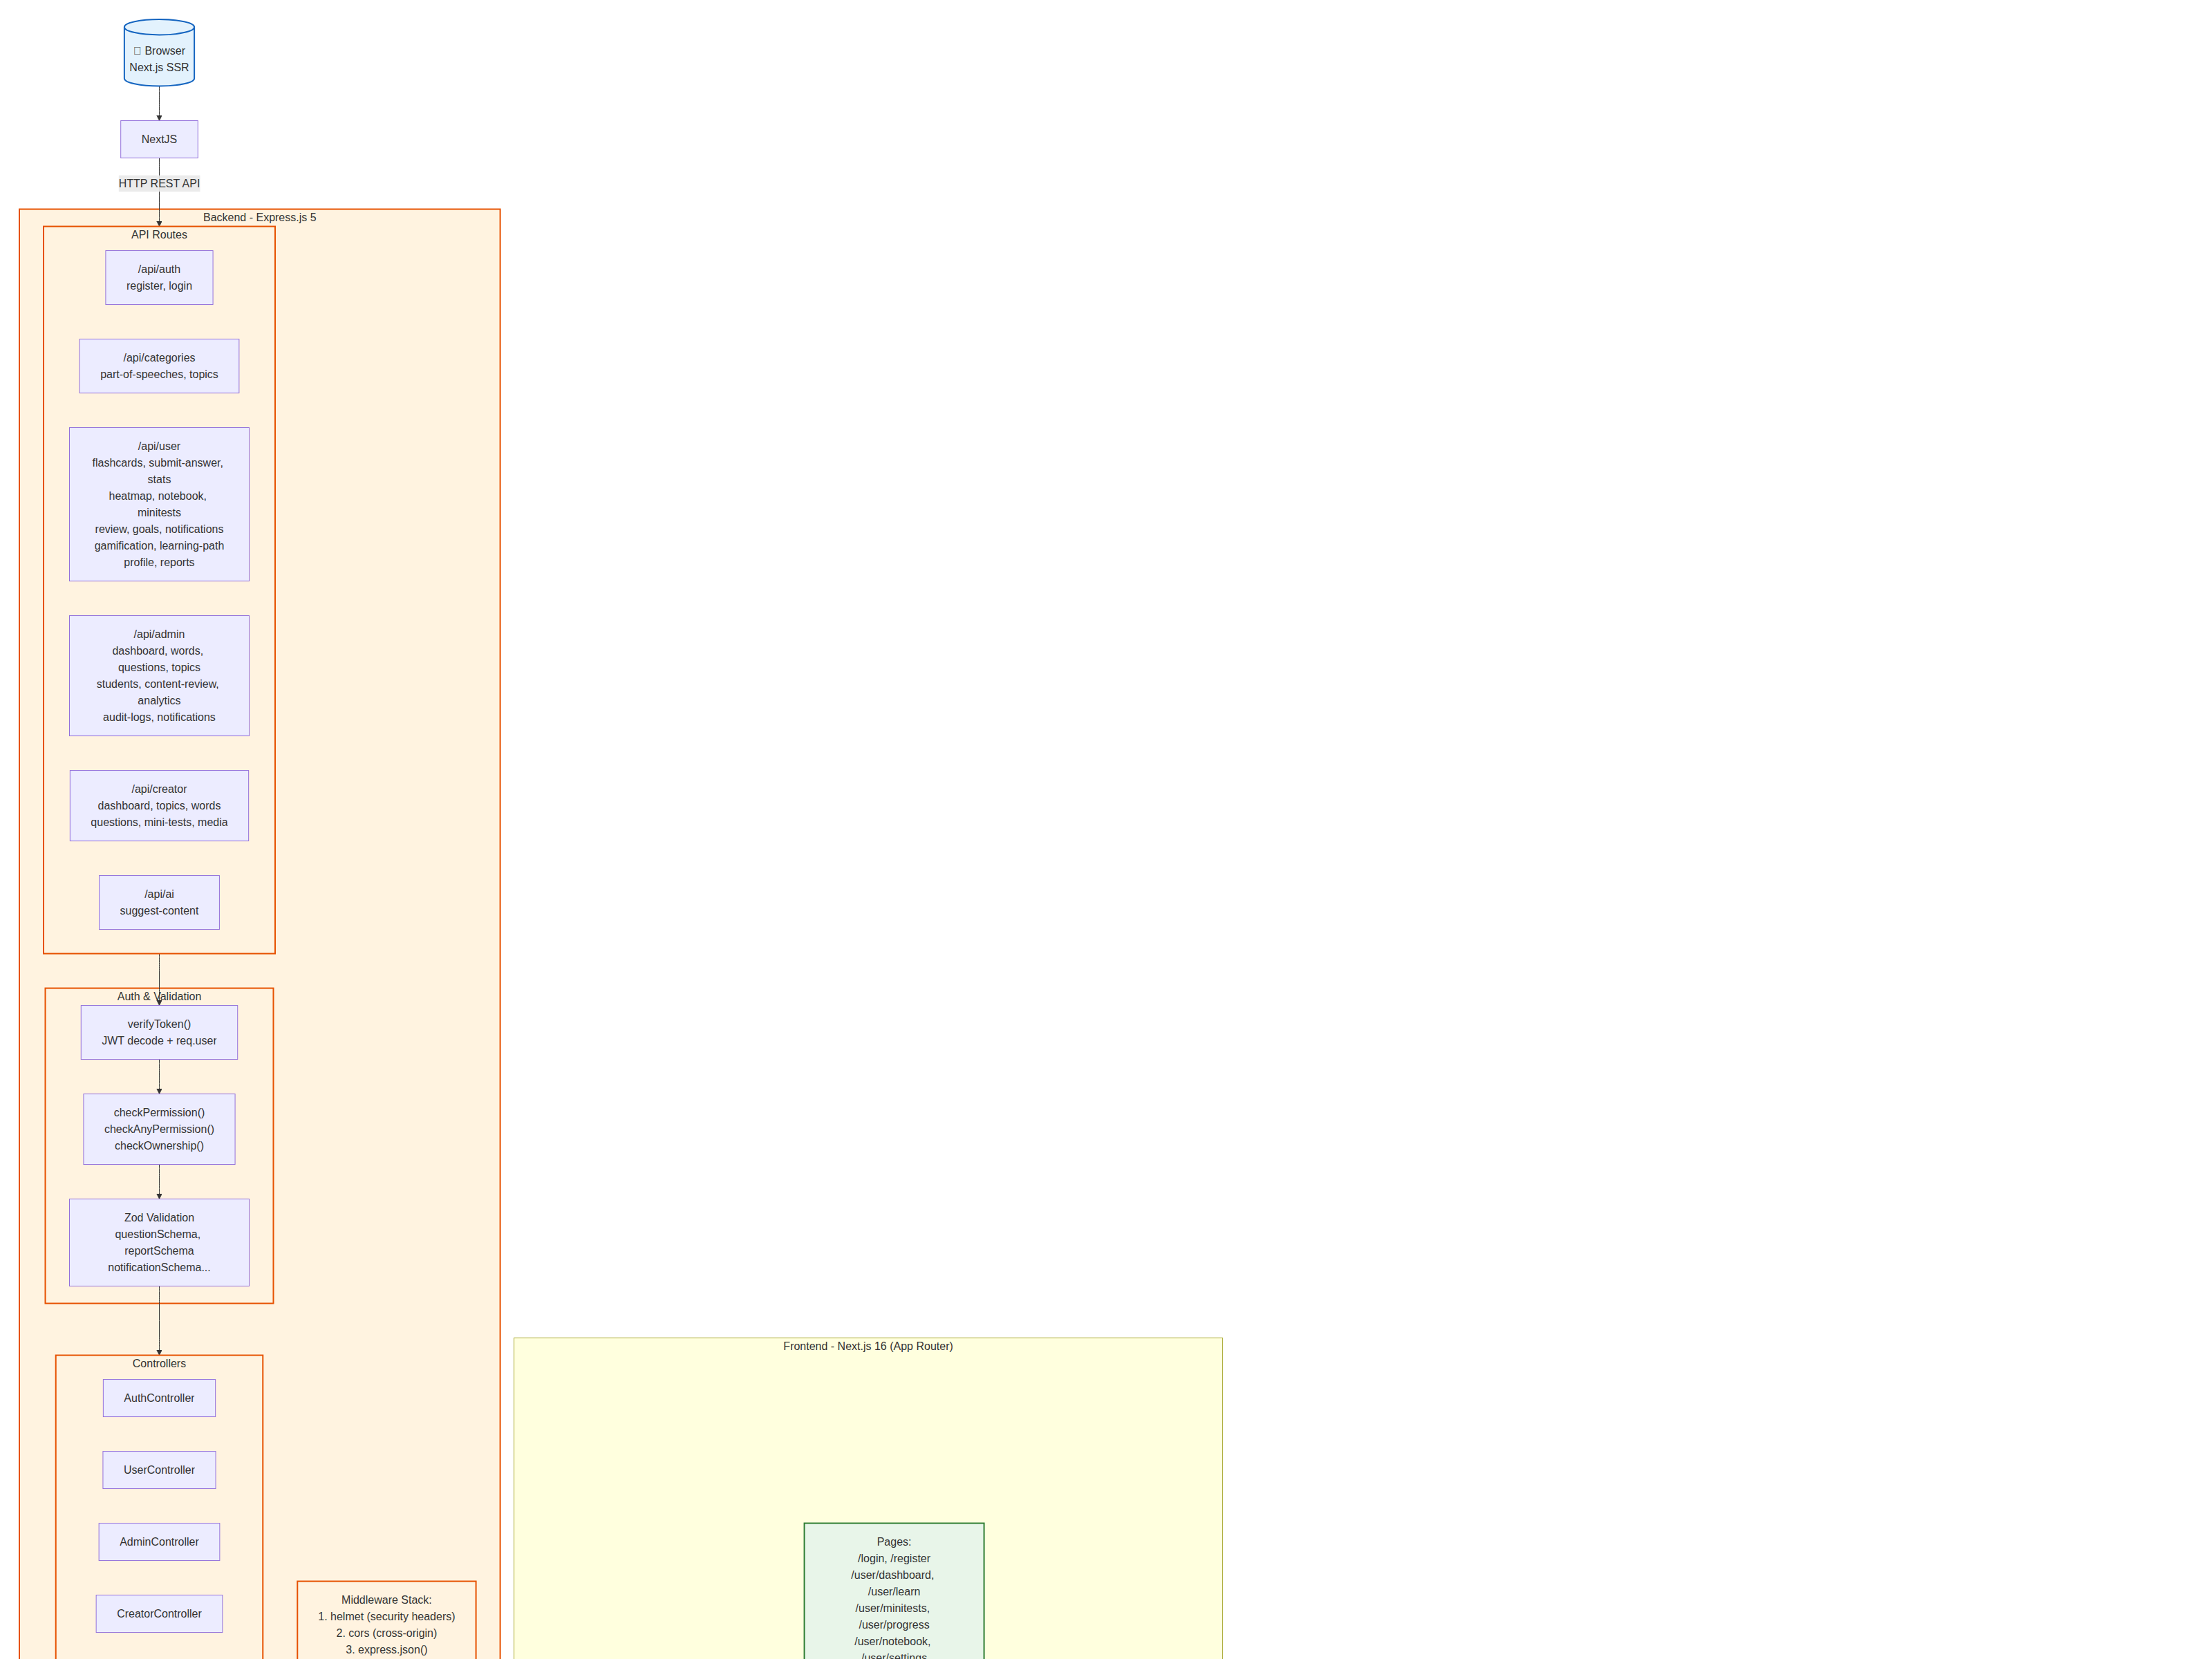 Browser
Next.js SSR
NextJS
HTTP REST API
Backend - Express.js 5
API Routes
/api/auth
register, login
/api/categories
part-of-speeches, topics
/api/user
flashcards, submit-answer,
stats
heatmap, notebook,
minitests
review, goals, notifications
gamification, learning-path
profile, reports
/api/admin
dashboard, words,
questions, topics
students, content-review,
analytics
audit-logs, notifications
/api/creator
dashboard, topics, words
questions, mini-tests, media
/api/ai
suggest-content
Auth & Validation
verifyToken()
JWT decode + req.user
checkPermission()
checkAnyPermission()
checkOwnership()
Zod Validation
questionSchema,
reportSchema
notificationSchema...
Controllers
AuthController
UserController
AdminController
CreatorController
Middleware Stack:
1. helmet (security headers)
2. cors (cross-origin)
3. express.json()
Frontend - Next.js 16 (App Router)
Pages:
/login, /register
/user/dashboard,
/user/learn
/user/minitests,
/user/progress
/user/notebook,
/user/settings